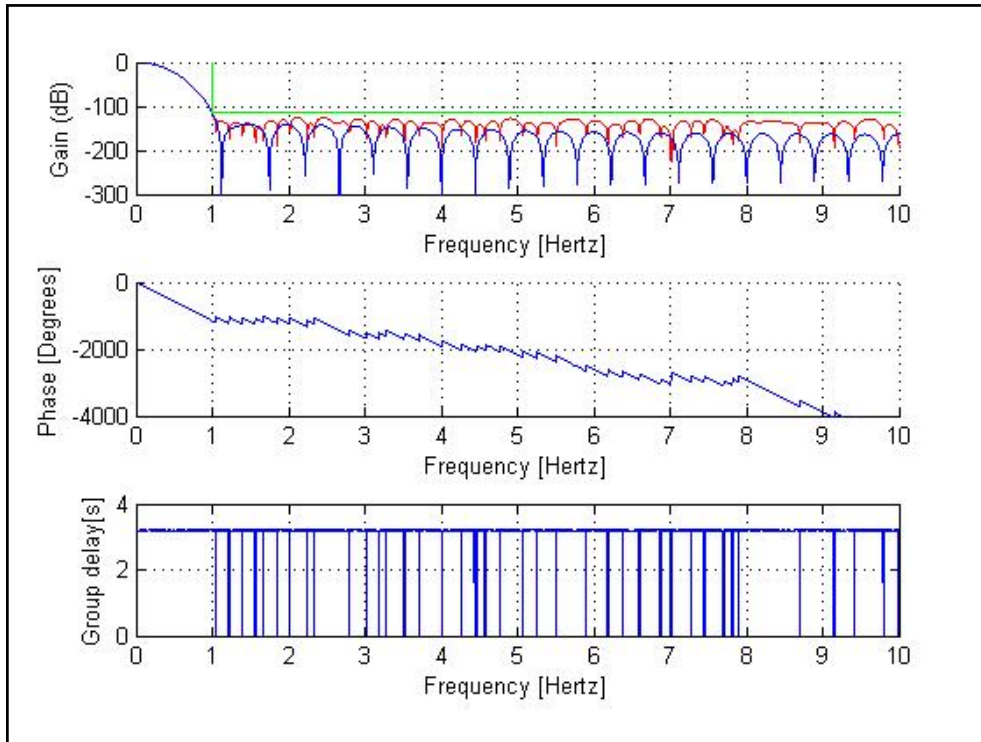 Gain (dB)
0
-100
-200
-300
0 1 2 3 4 5 6 7 8 9 10
Frequency [Hertz]
Phase [Degrees]
0
-2000
-4000
0 1 2 3 4 5 6 7 8 9 10
Frequency [Hertz]
Group delay[s]
4
2
0
0 1 2 3 4 5 6 7 8 9 10
Frequency [Hertz]